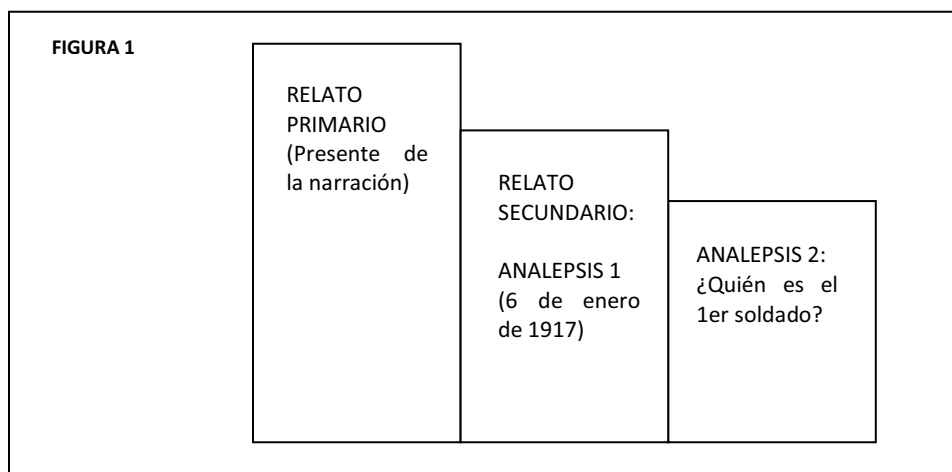 FIGURA 1
RELATO
PRIMARIO
(Presente de
la narración)
RELATO
SECUNDARIO:
ANALEPSIS 1
(6 de enero
de 1917)
ANALEPSIS 2:
¿Quién es el
1er soldado?